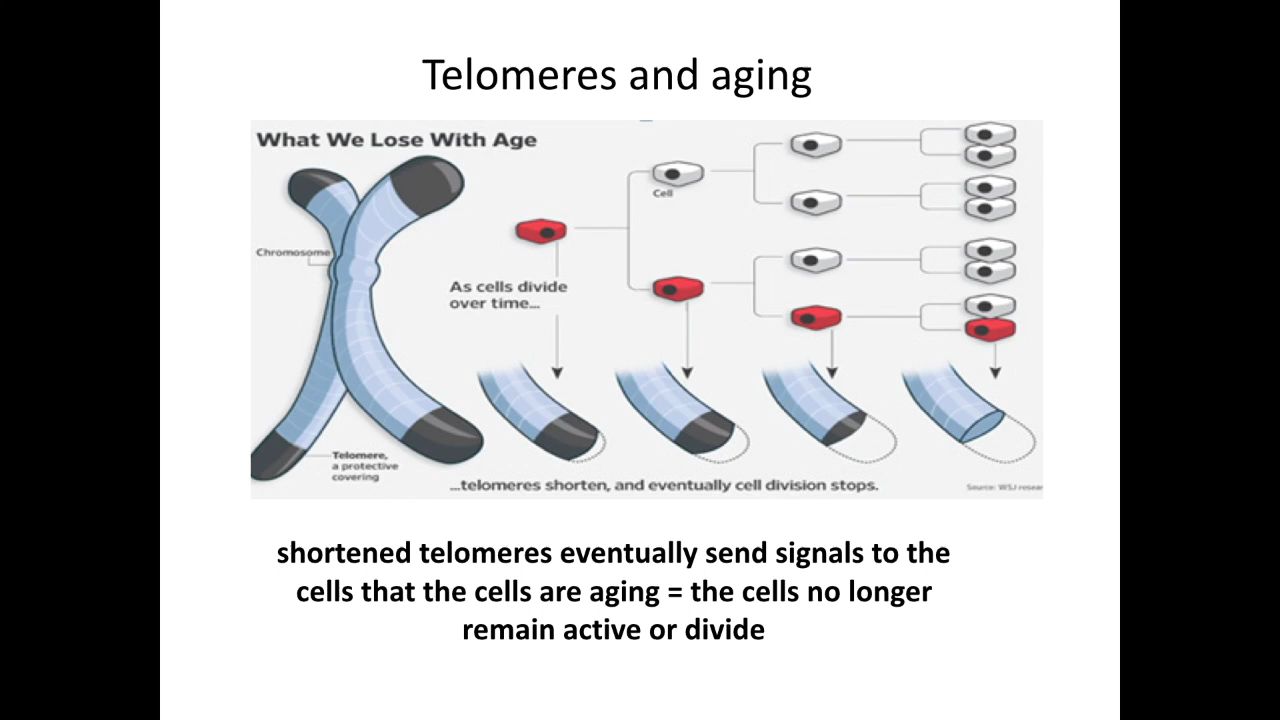 Telomeres and aging
What We Lose With Age
Cell
Chromosome
As cells divide
over time...
Telomere,
a protective
covering
...telomeres shorten, and eventually cell division stops.
Source: WSJ resear
shortened telomeres eventually send signals to the
cells that the cells are aging = the cells no longer
remain active or divide